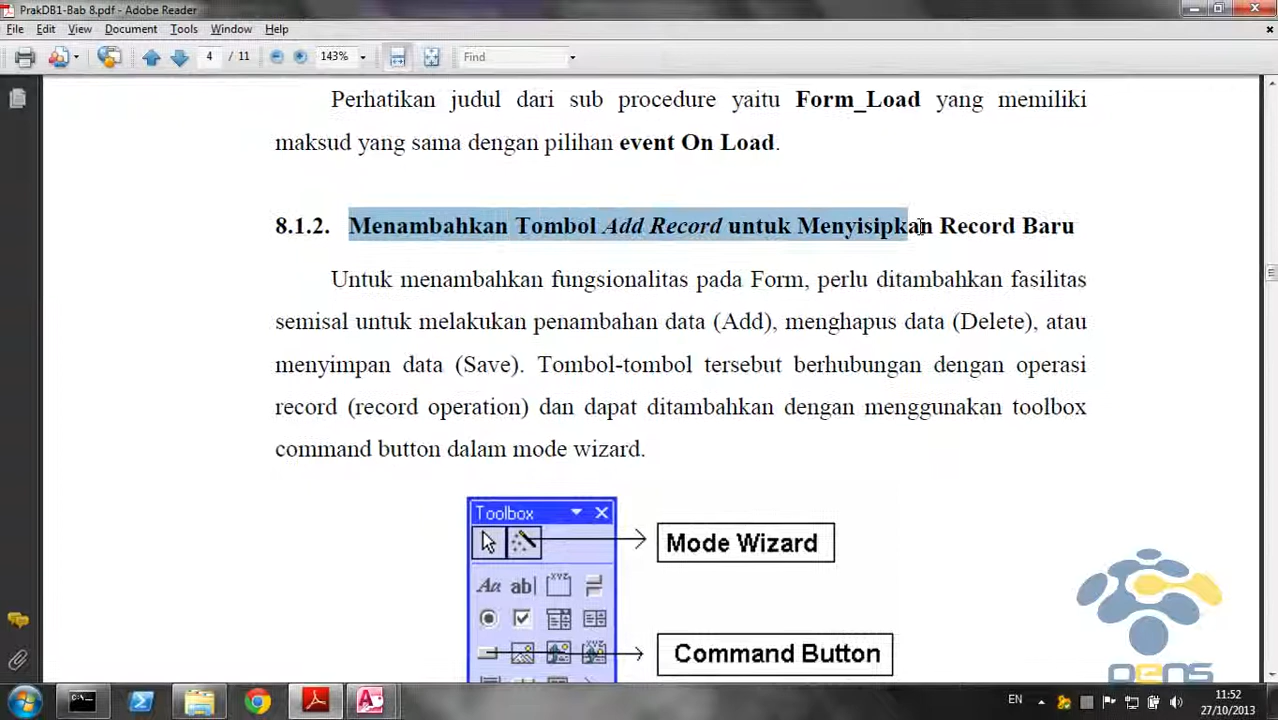 PrakDB1-Bab 8.pdf - Adobe Reader
File Edit View Document Tools Window Help
4 / 11 143% Find
Perhatikan judul dari sub procedure yaitu Form_Load yang memiliki
maksud yang sama dengan pilihan event On Load.
8.1.2. Menambahkan Tombol Add Record untuk Menyisipkan Record Baru
Untuk menambahkan fungsionalitas pada Form, perlu ditambahkan fasilitas
semisal untuk melakukan penambahan data (Add), menghapus data (Delete), atau
menyimpan data (Save). Tombol-tombol tersebut berhubungan dengan operasi
record (record operation) dan dapat ditambahkan dengan menggunakan toolbox
command button dalam mode wizard.
Toolbox
Mode Wizard
Aa ab|
XYZ
Command Button
EN 11:52
27/10/2013